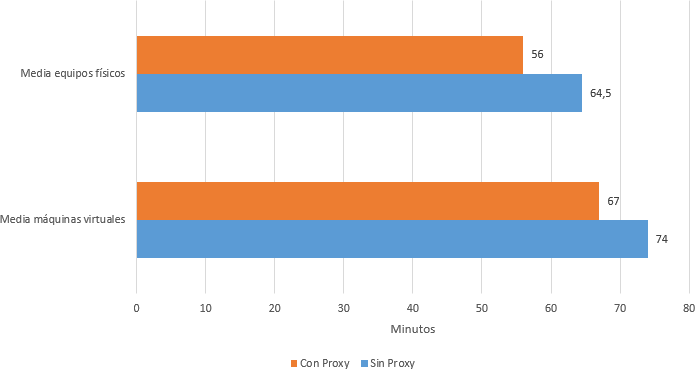 Media equipos físicos
56
64,5
Media máquinas virtuales
67
74
0 10 20 30 40 50 60 70 80
Minutos
Con Proxy Sin Proxy